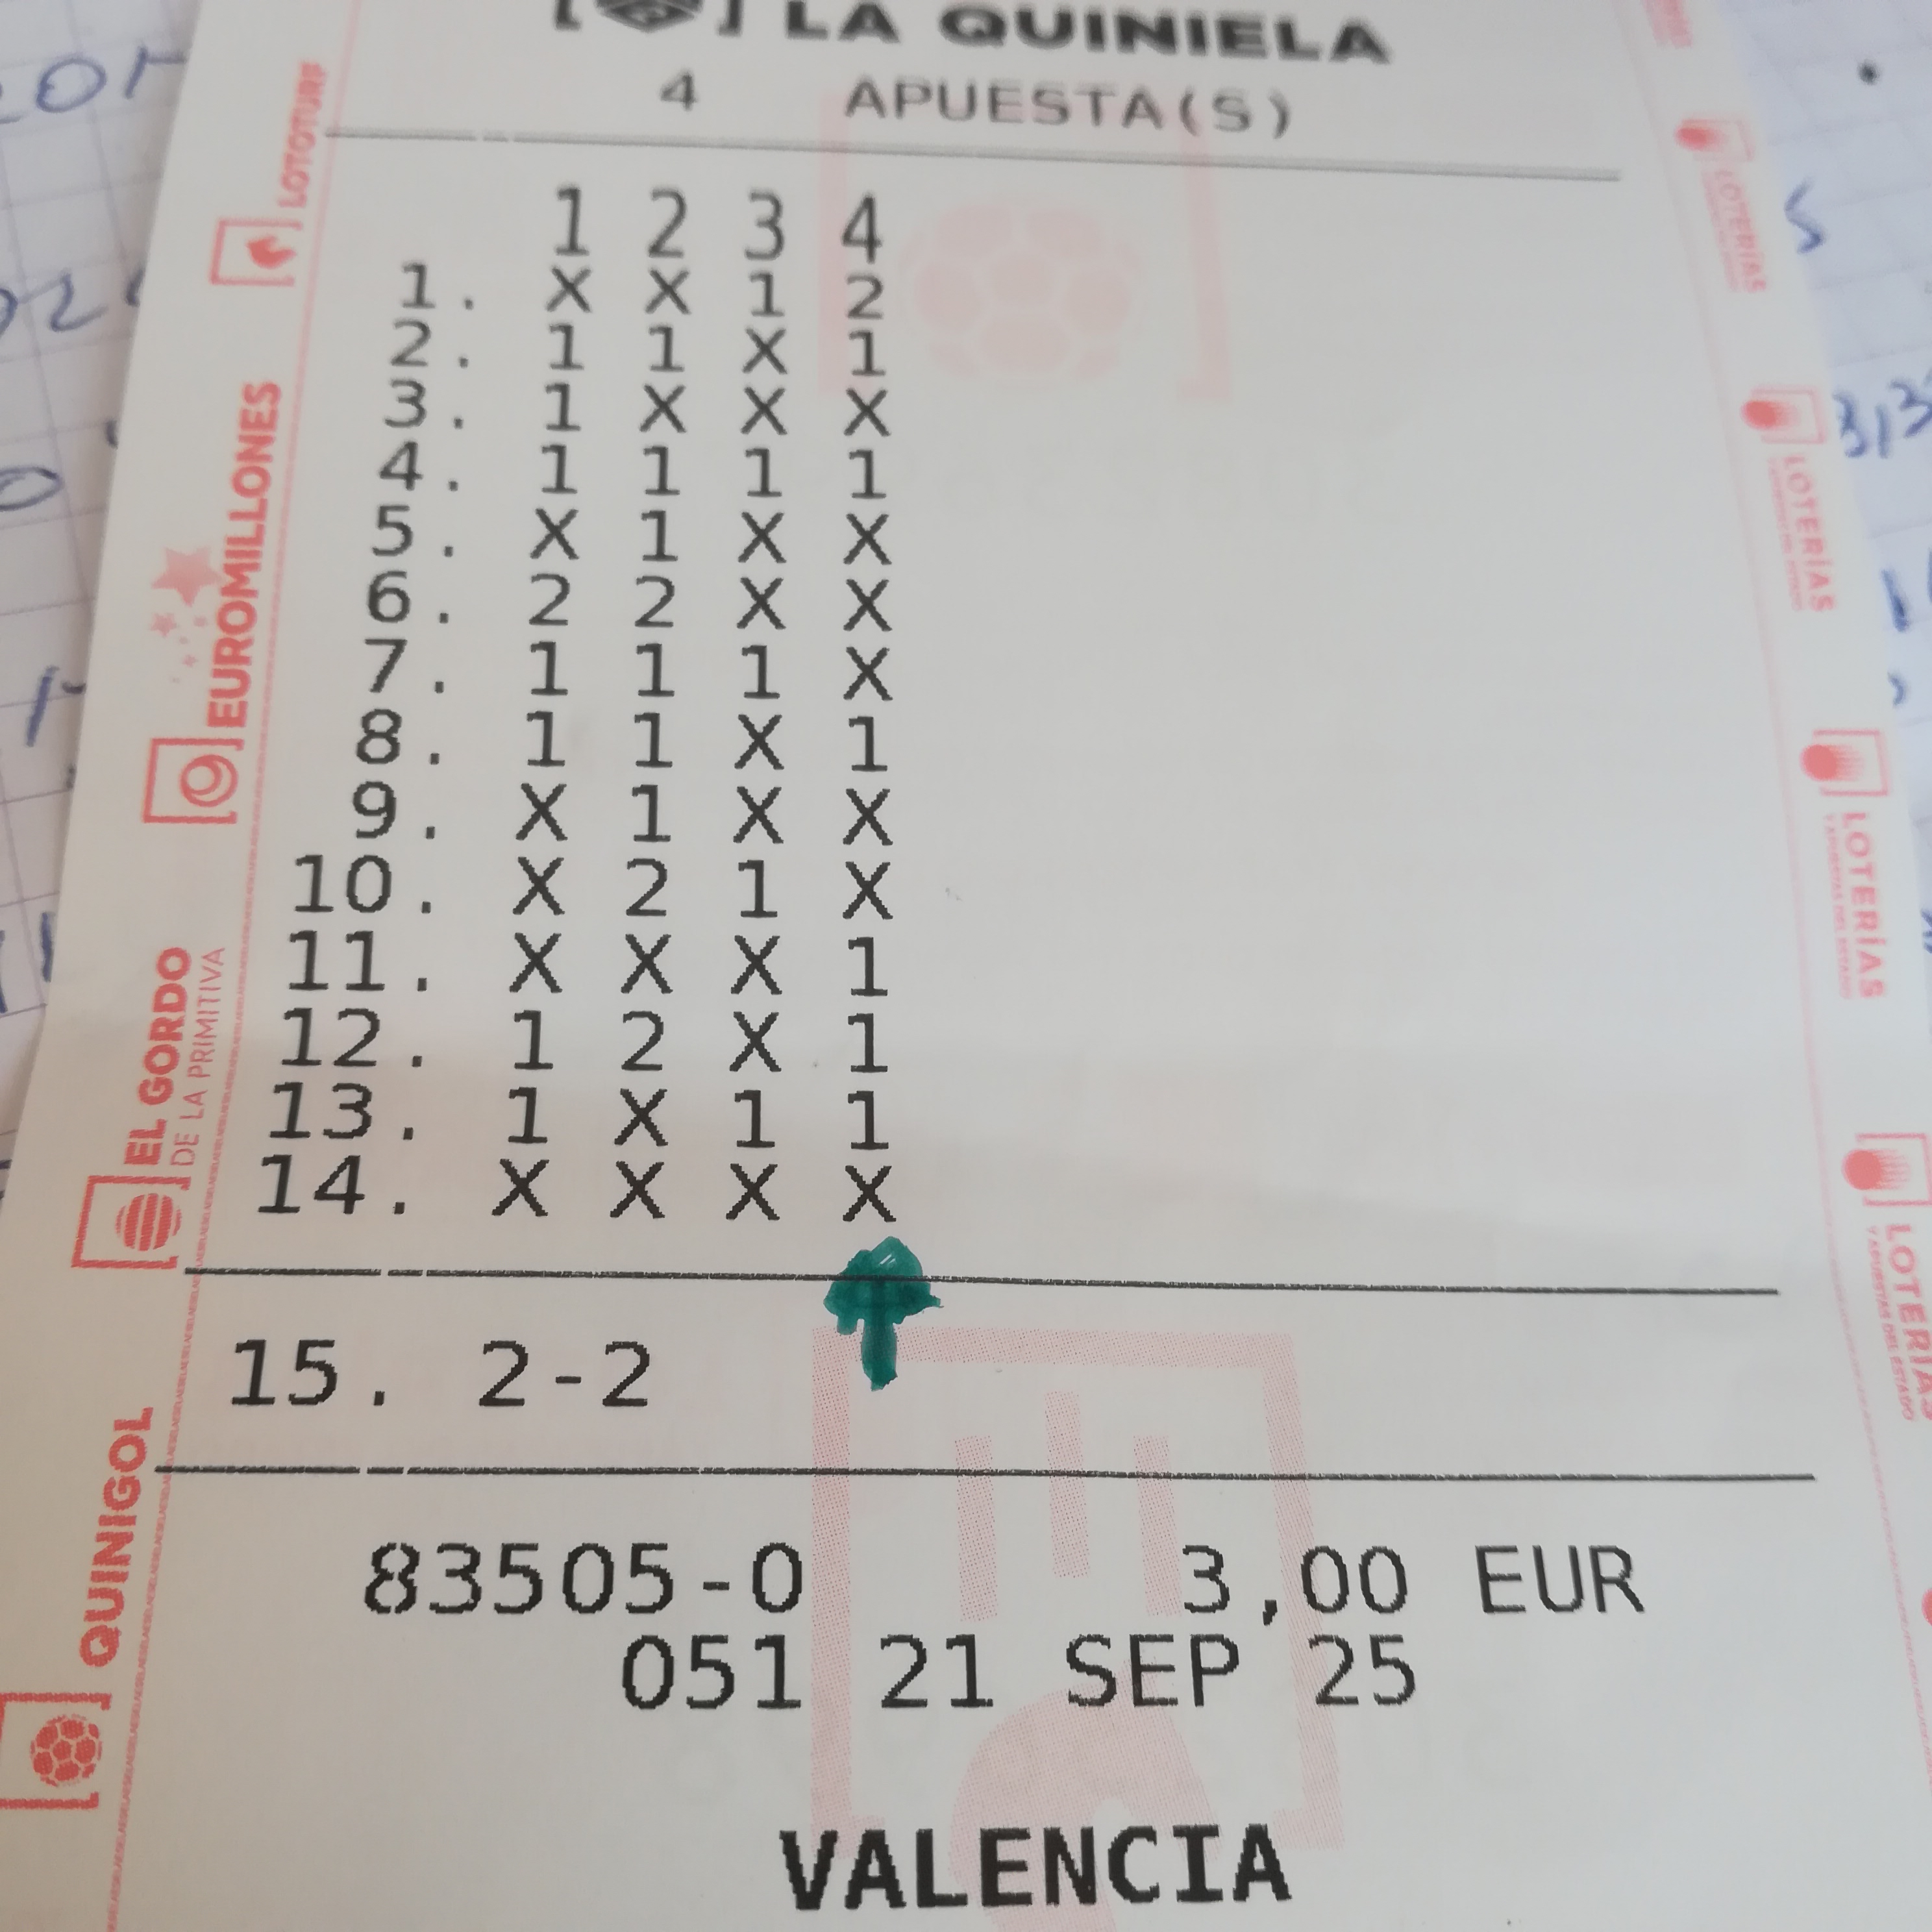 LA QUINIELA
4 APUESTA(S)
1 2 3 4
1. X X 1 2
2. 1 1 X 1
3. 1 X X X
4. 1 1 1 1
5. X 1 X X
6. 2 2 X X
7. 1 1 1 X
8. 1 1 X 1
9. X 1 X X
10. X 2 1 X
11. X X X 1
12. 1 2 X 1
13. 1 X 1 1
14. X X X X
15. 2-2
83505-0 3,00 EUR
051 21 SEP 25
VALENCIA
LOTOTURF
EUROMILLONES
EL GORDO
DE LA PRIMITIVA
QUINIGOL
LOTERÍAS
LOTERÍAS
LOTERÍAS
LOTERÍAS
Y APUESTAS DEL ESTADO